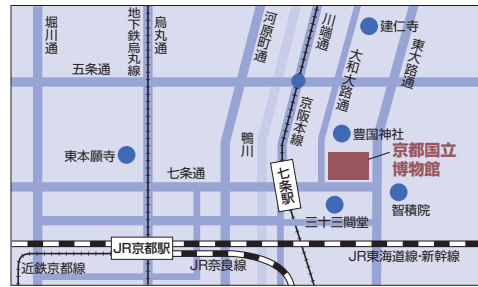 堀川通
地下鉄烏丸線
烏丸通
河原町通
川端通
建仁寺
大和大路通
東大路通
五条通
京阪本線
豊国神社
京都国立
博物館
東本願寺
七条通
鴨川
七条駅
智積院
三十三間堂
JR京都駅
JR東海道線・新幹線
近鉄京都線
JR奈良線